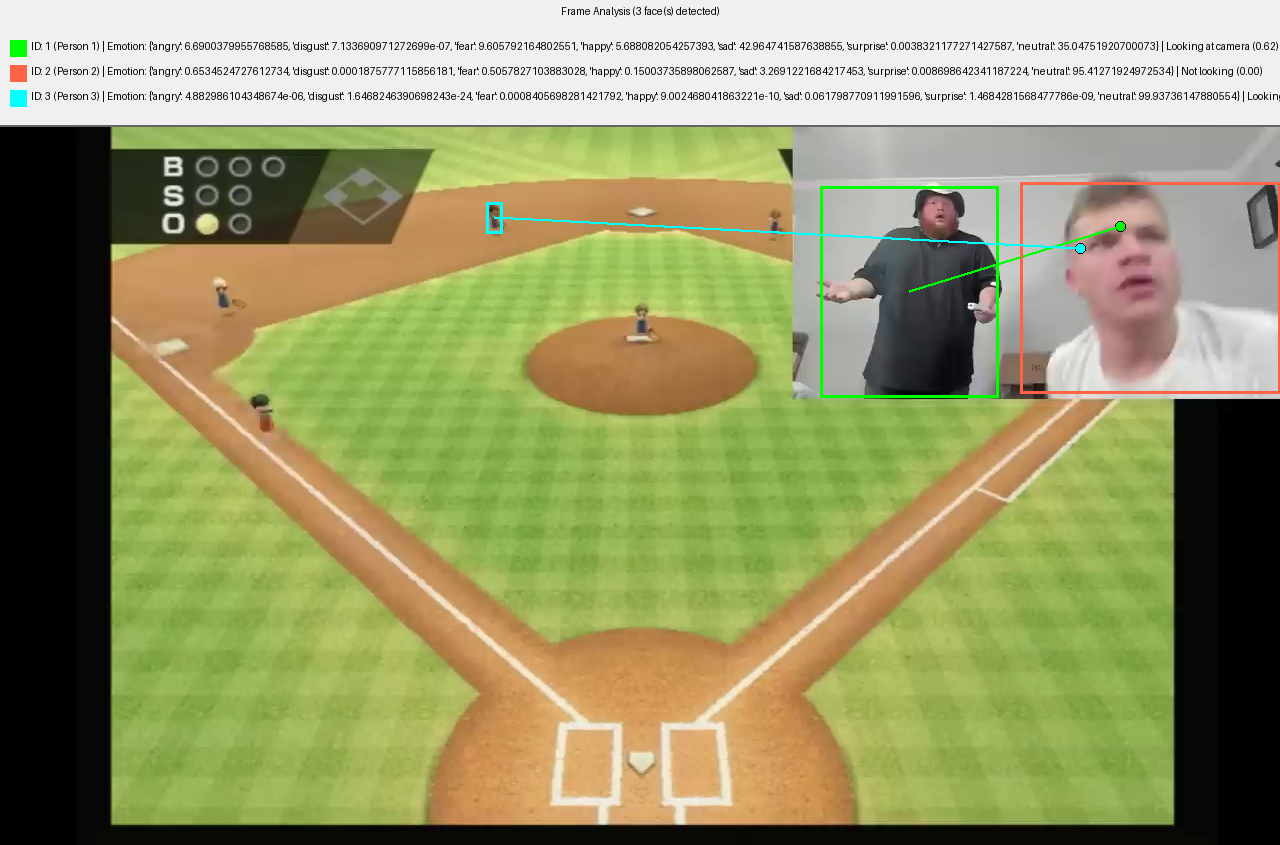 Frame Analysis (3 face(s) detected)
ID: 1 (Person 1) | Emotion: {'angry': 6.6900379955768585, 'disgust': 7.133690971272699e-07, 'fear': 9.605792164802551, 'happy': 5.688082054257393, 'sad': 42.964741587638855, 'surprise': 0.0038321177271427587, 'neutral': 35.04751920700073} | Looking at camera (0.62)
ID: 2 (Person 2) | Emotion: {'angry': 0.6534524727612734, 'disgust': 0.0001875777115856181, 'fear': 0.5057827103883028, 'happy': 0.15003735898062587, 'sad': 3.2691221684217453, 'surprise': 0.008698642341187224, 'neutral': 95.41271924972534} | Not looking (0.00)
ID: 3 (Person 3) | Emotion: {'angry': 4.882986104348674e-06, 'disgust': 1.6468246390698243e-24, 'fear': 0.0008405698281421792, 'happy': 9.002468041863221e-10, 'sad': 0.061798770911991596, 'surprise': 1.4684281568477786e-09, 'neutral': 99.93736147880554} | Looking
B
S
O